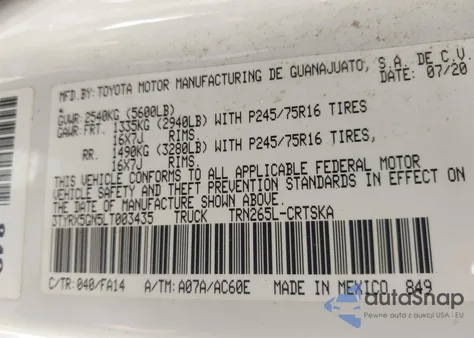 MFD.BY:TOYOTA MOTOR MANUFACTURING DE GUANAJUATO, S.A. DE C.V.
DATE: 07/20
GVWR: 2540KG (5600LB)
GAWR:FRT. 1335KG (2940LB) WITH P245/75R16 TIRES,
16X7J RIMS.
RR. 1490KG (3280LB) WITH P245/75R16 TIRES,
16X7J RIMS.
THIS VEHICLE CONFORMS TO ALL APPLICABLE FEDERAL MOTOR
VEHICLE SAFETY AND THEFT PREVENTION STANDARDS IN EFFECT ON
THE DATE OF MANUFACTURE SHOWN ABOVE.
3TYRX5GN5LT003435 TRUCK TRN265L-CRTSKA
C/TR: 040/FA14 A/TM: A07A/AC60E MADE IN MEXICO 849
autoSnap
Pewne auta z aukcji USA i EU